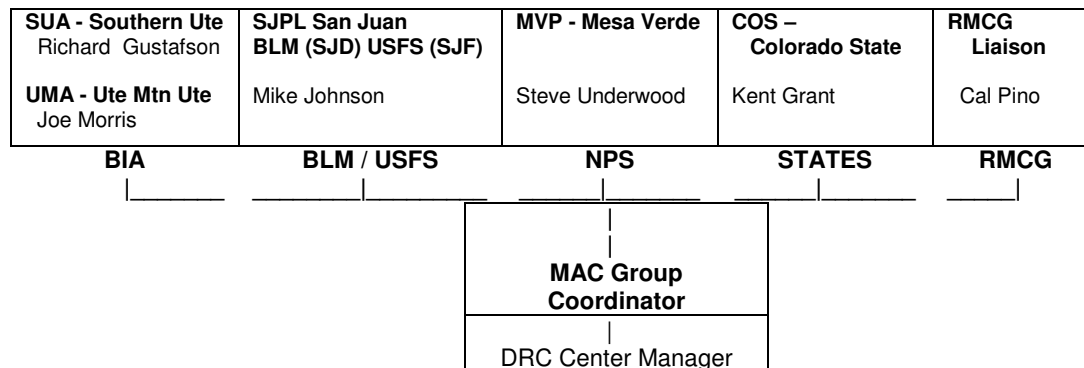 SUA - Southern Ute
Richard Gustafson
UMA - Ute Mtn Ute
Joe Morris
SJPL San Juan
BLM (SJD) USFS (SJF)
Mike Johnson
MVP - Mesa Verde
Steve Underwood
COS –
Colorado State
Kent Grant
RMCG
Liaison
Cal Pino
BIA
BLM / USFS
NPS
STATES
RMCG
MAC Group
Coordinator
DRC Center Manager